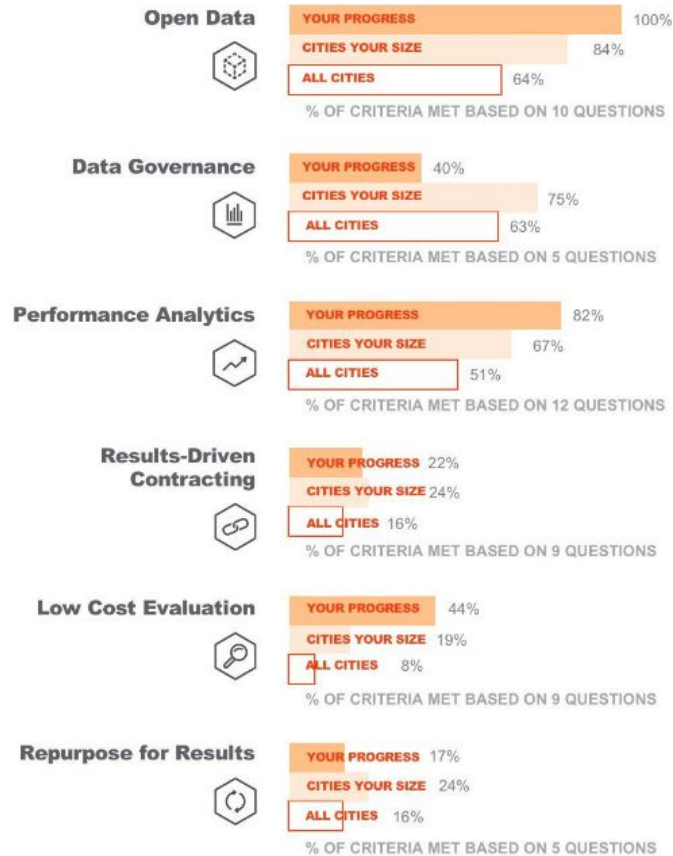 Open Data
YOUR PROGRESS 100%
CITIES YOUR SIZE 84%
ALL CITIES 64%
% OF CRITERIA MET BASED ON 10 QUESTIONS
Data Governance
YOUR PROGRESS 40%
CITIES YOUR SIZE 75%
ALL CITIES 63%
% OF CRITERIA MET BASED ON 5 QUESTIONS
Performance Analytics
YOUR PROGRESS 82%
CITIES YOUR SIZE 67%
ALL CITIES 51%
% OF CRITERIA MET BASED ON 12 QUESTIONS
Results-Driven
Contracting
YOUR PROGRESS 22%
CITIES YOUR SIZE 24%
ALL CITIES 16%
% OF CRITERIA MET BASED ON 9 QUESTIONS
Low Cost Evaluation
YOUR PROGRESS 44%
CITIES YOUR SIZE 19%
ALL CITIES 8%
% OF CRITERIA MET BASED ON 9 QUESTIONS
Repurpose for Results
YOUR PROGRESS 17%
CITIES YOUR SIZE 24%
ALL CITIES 16%
% OF CRITERIA MET BASED ON 5 QUESTIONS